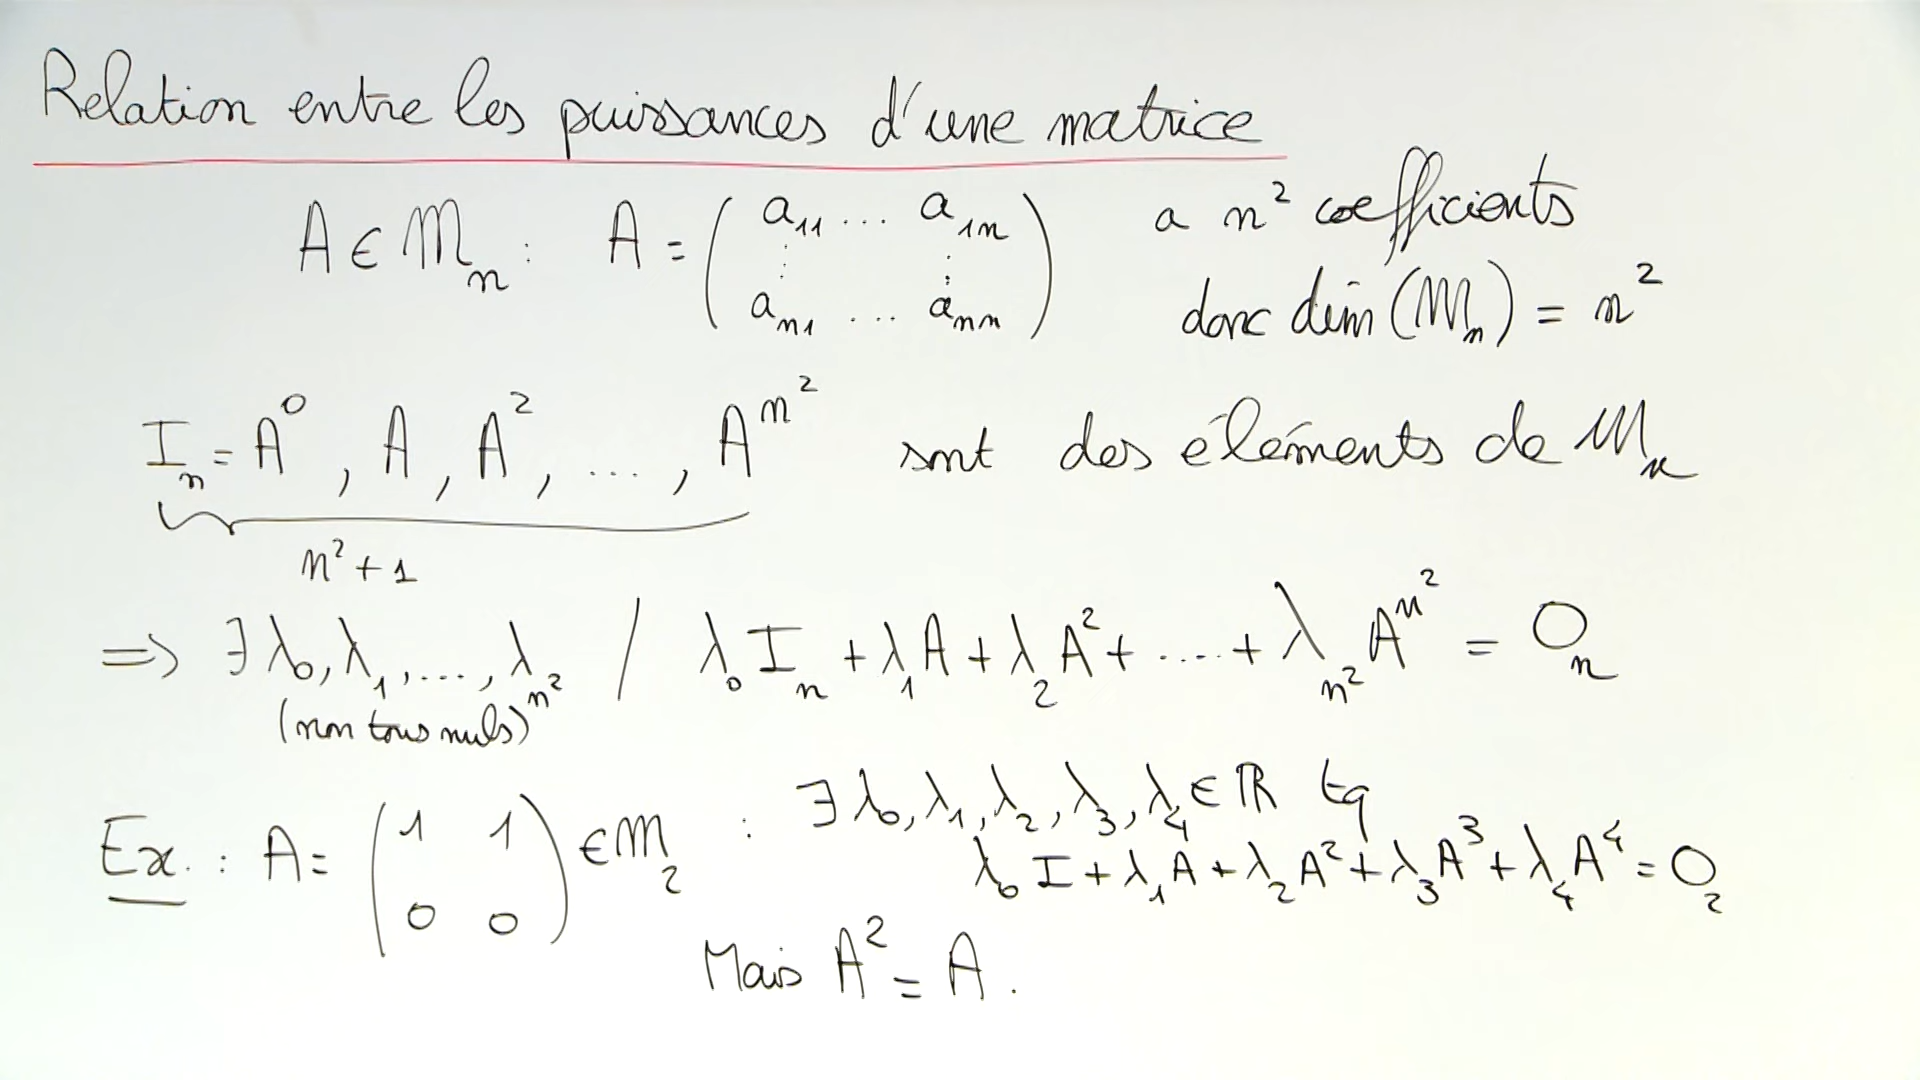 Relation entre les puissances d'une matrice
A ∈ M_n : A = ( a_11 ... a_1n ⋮ ⋮ a_n1 ... a_nn ) a n² coefficients
donc dim (M_n) = n²
I_n = A⁰ , A , A² , ... , A^{n²} sont des éléments de M_n
n² + 1
⇒ ∃ λ_0, λ_1, ..., λ_{n²} / λ_0 I_n + λ_1 A + λ_2 A² + .... + λ_{n²} A^{n²} = O_n
(non tous nuls)
Ex. : A = ( 1 1 0 0 ) ∈ M_2 : ∃ λ_0, λ_1, λ_2, λ_3, λ_4 ∈ ℝ tq
λ_0 I + λ_1 A + λ_2 A² + λ_3 A³ + λ_4 A⁴ = O_2
Mais A² = A .